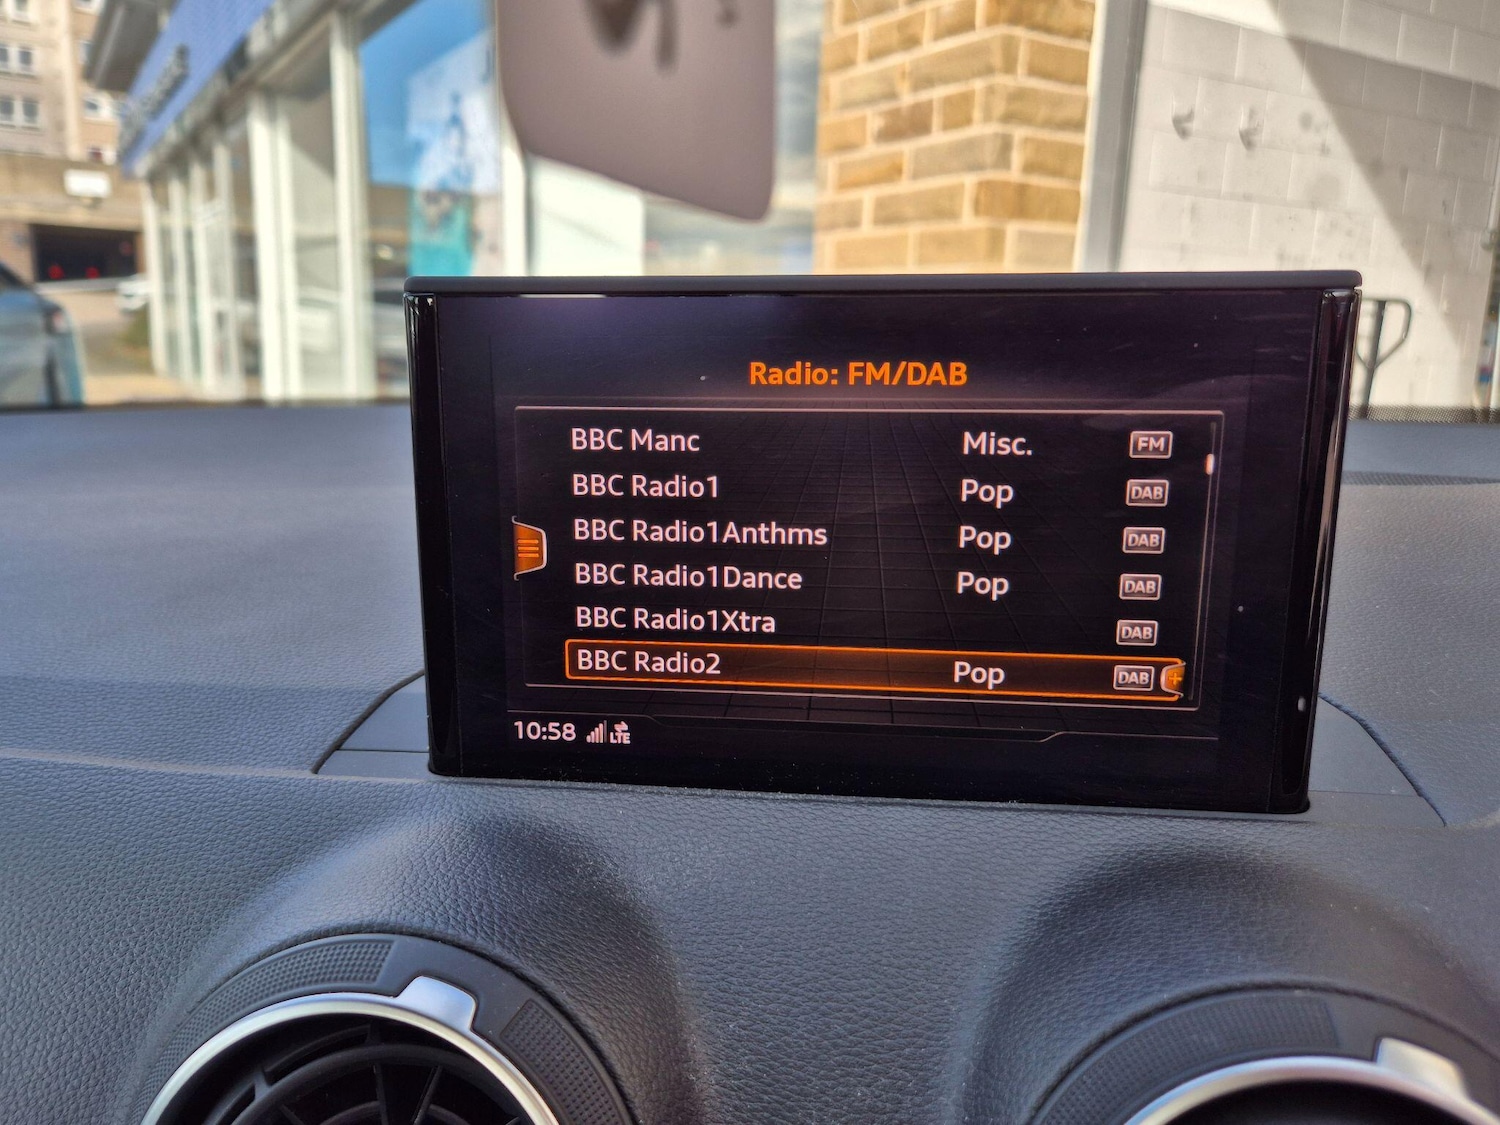 Radio: FM/DAB
BBC Manc Misc. FM
BBC Radio1 Pop DAB
BBC Radio1Anthms Pop DAB
BBC Radio1Dance Pop DAB
BBC Radio1Xtra DAB
BBC Radio2 Pop DAB
10:58 LTE